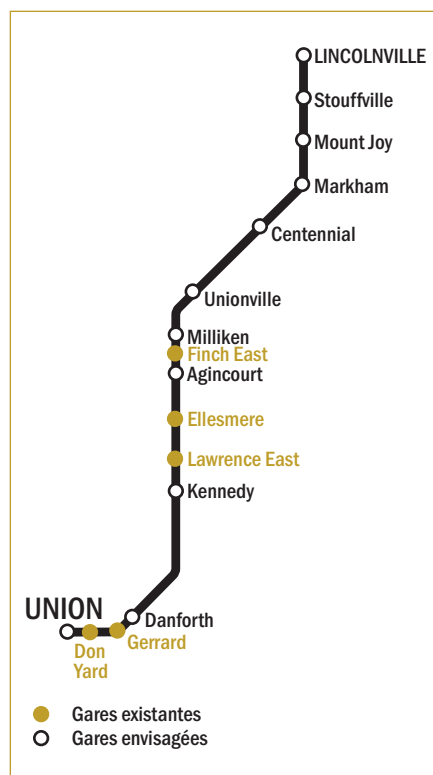 LINCOLNVILLE
Stouffville
Mount Joy
Markham
Centennial
Unionville
Milliken
Finch East
Agincourt
Ellesmere
Lawrence East
Kennedy
UNION
Danforth
Gerrard
Don
Yard
Gares existantes
Gares envisagées